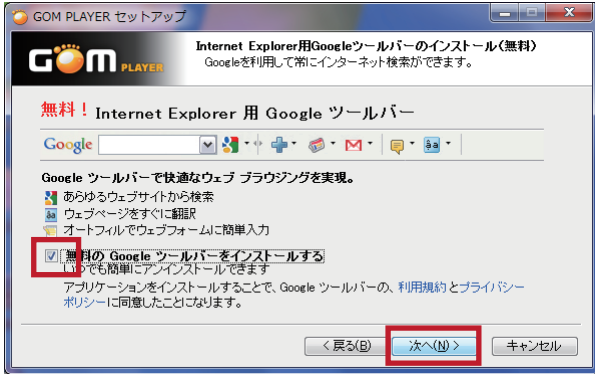 GOM PLAYER セットアップ
GOM PLAYER
Internet Explorer用Googleツールバーのインストール(無料)
Googleを利用して常にインターネット検索ができます。
無料！Internet Explorer 用 Google ツールバー
Google
Google ツールバーで快適なウェブ ブラウジングを実現。
あらゆるウェブサイトから検索
ウェブページをすぐに翻訳
オートフィルでウェブフォームに簡単入力
無料の Google ツールバーをインストールする
いつでも簡単にアンインストールできます
アプリケーションをインストールすることで、Google ツールバーの、利用規約とプライバシー
ポリシーに同意したことになります。
< 戻る(B)
次へ(N) >
キャンセル